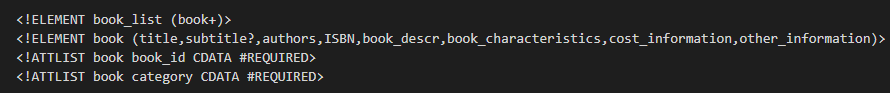 <!ELEMENT book_list (book+)>
<!ELEMENT book (title,subtitle?,authors,ISBN,book_descr,book_characteristics,cost_information,other_information)>
<!ATTLIST book book_id CDATA #REQUIRED>
<!ATTLIST book category CDATA #REQUIRED>